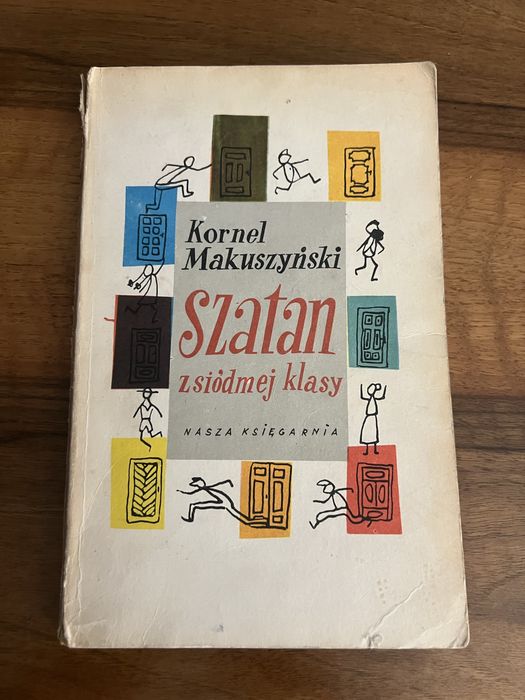 Kornel
Makuszyński
Szatan
z siódmej klasy
NASZA KSIĘGARNIA